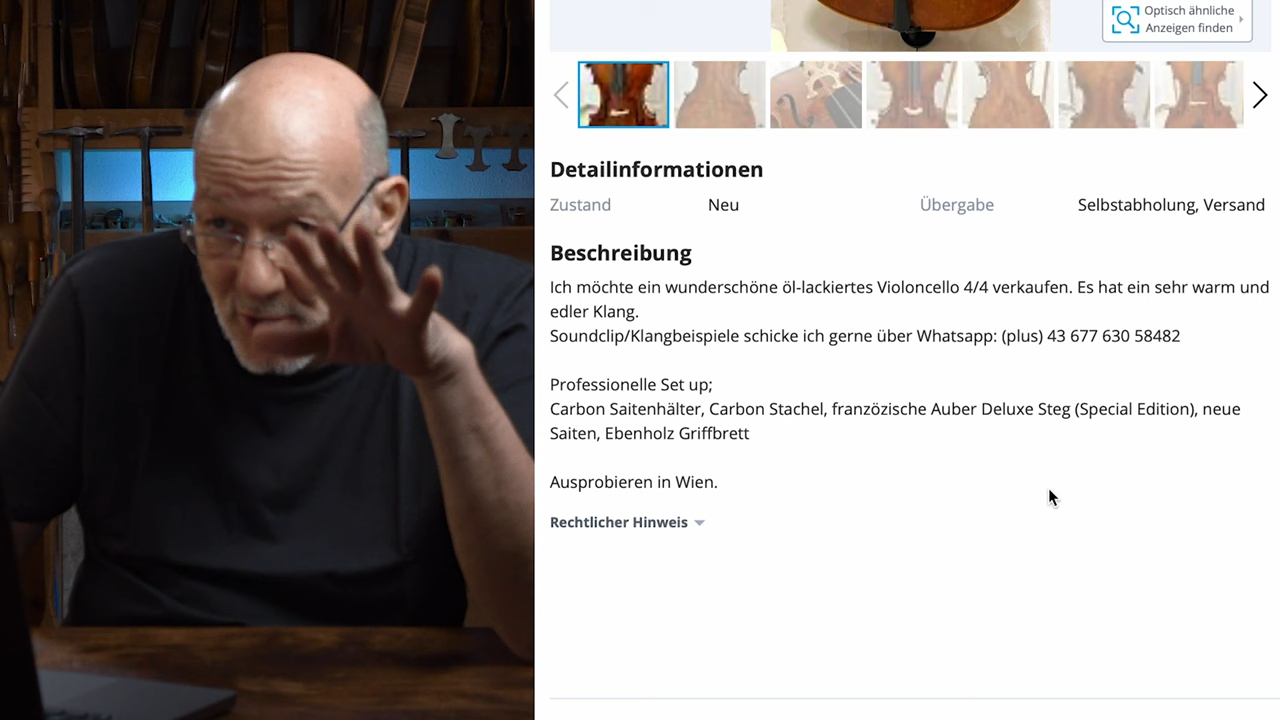 Optisch ähnliche
Anzeigen finden
Detailinformationen
Zustand Neu Übergabe Selbstabholung, Versand
Beschreibung
Ich möchte ein wunderschöne öl-lackiertes Violoncello 4/4 verkaufen. Es hat ein sehr warm und
edler Klang.
Soundclip/Klangbeispiele schicke ich gerne über Whatsapp: (plus) 43 677 630 58482
Professionelle Set up;
Carbon Saitenhälter, Carbon Stachel, franzözische Auber Deluxe Steg (Special Edition), neue
Saiten, Ebenholz Griffbrett
Ausprobieren in Wien.
Rechtlicher Hinweis